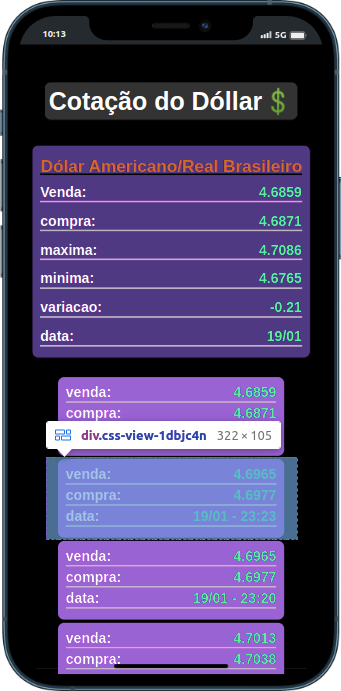 10:13 5G
Cotação do Dóllar
Dólar Americano/Real Brasileiro
Venda: 4.6859
compra: 4.6871
maxima: 4.7086
minima: 4.6765
variacao: -0.21
data: 19/01
venda: 4.6859
compra: 4.6871
div.css-view-1dbjc4n 322 × 105
venda: 4.6965
compra: 4.6977
data: 19/01 - 23:23
venda: 4.6965
compra: 4.6977
data: 19/01 - 23:20
venda: 4.7013
compra: 4.7038